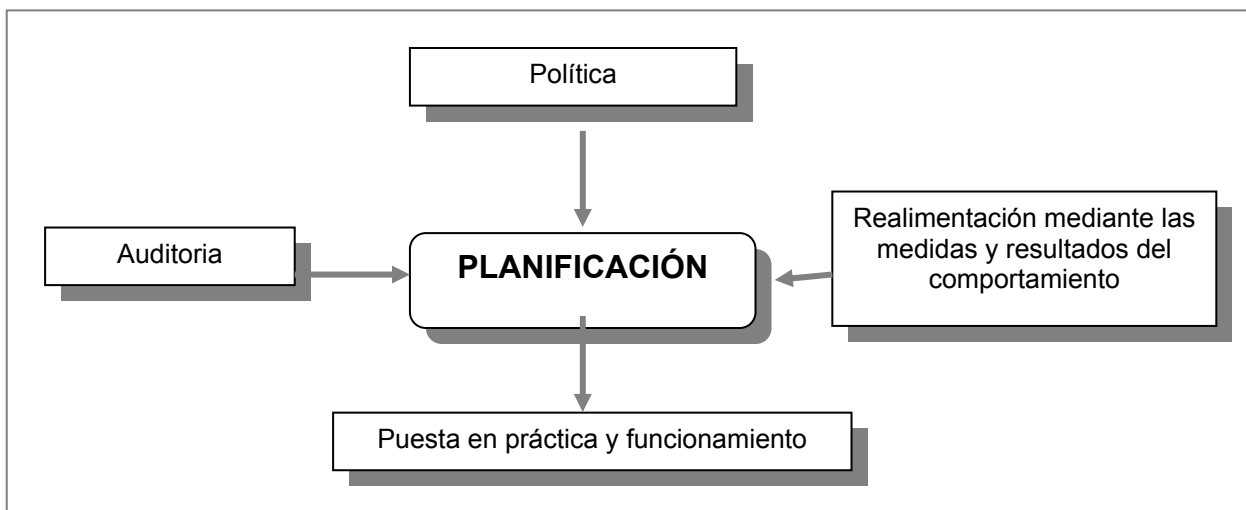 Política
Auditoria
PLANIFICACIÓN
Realimentación mediante las
medidas y resultados del
comportamiento
Puesta en práctica y funcionamiento